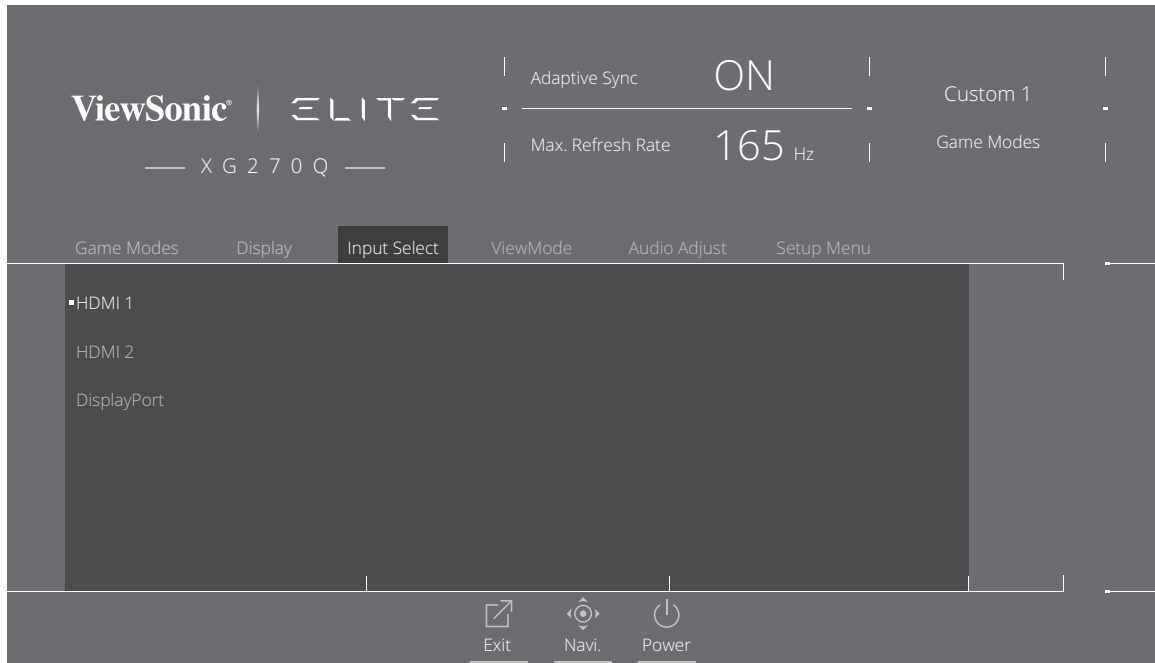 ViewSonic® ELITE
XG270Q
Adaptive Sync ON
Max. Refresh Rate 165 Hz
Custom 1
Game Modes
Game Modes Display Input Select ViewMode Audio Adjust Setup Menu
HDMI 1
HDMI 2
DisplayPort
Exit Navi. Power